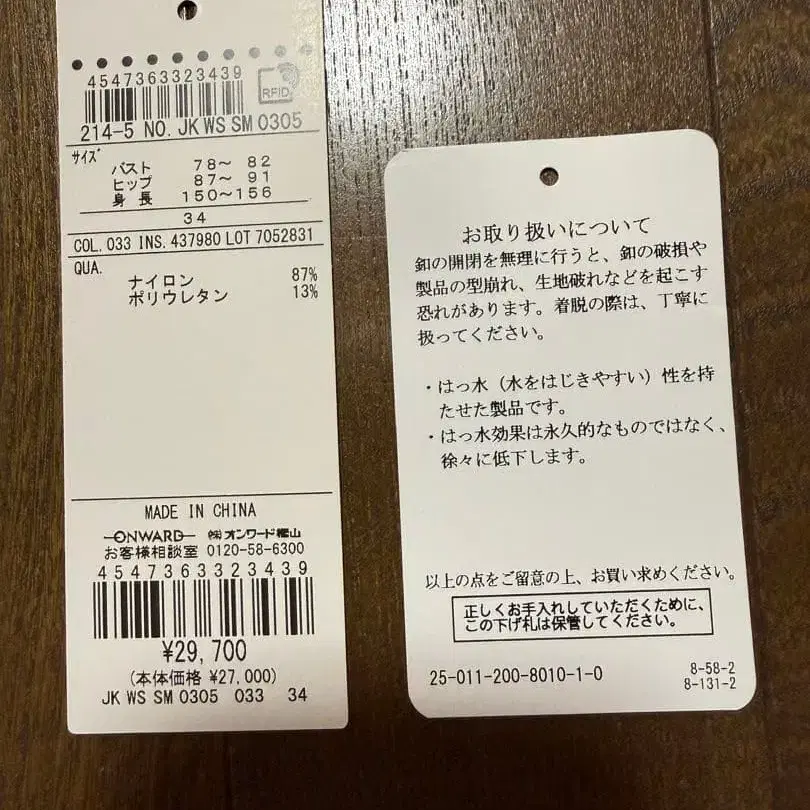 4547363323439
RFID
214-5 NO. JK WS SM 0305
サイズ
バスト 78～ 82
ヒップ 87～ 91
身長 150～156
34
COL. 033 INS. 437980 LOT 7052831
QUA.
ナイロン 87%
ポリウレタン 13%
MADE IN CHINA
ONWARD ㈱オンワード樫山
お客様相談室 0120-58-6300
4547363323439
¥29,700
(本体価格 ¥27,000)
JK WS SM 0305 033 34
お取り扱いについて
釦の開閉を無理に行うと、釦の破損や
製品の型崩れ、生地破れなどを起こす
恐れがあります。着脱の際は、丁寧に
扱ってください。
・はっ水（水をはじきやすい）性を持
たせた製品です。
・はっ水効果は永久的なものではなく、
徐々に低下します。
以上の点をご留意の上、お買い求めください。
正しくお手入れしていただくために、
この下げ札は保管してください。
25-011-200-8010-1-0
8-58-2
8-131-2